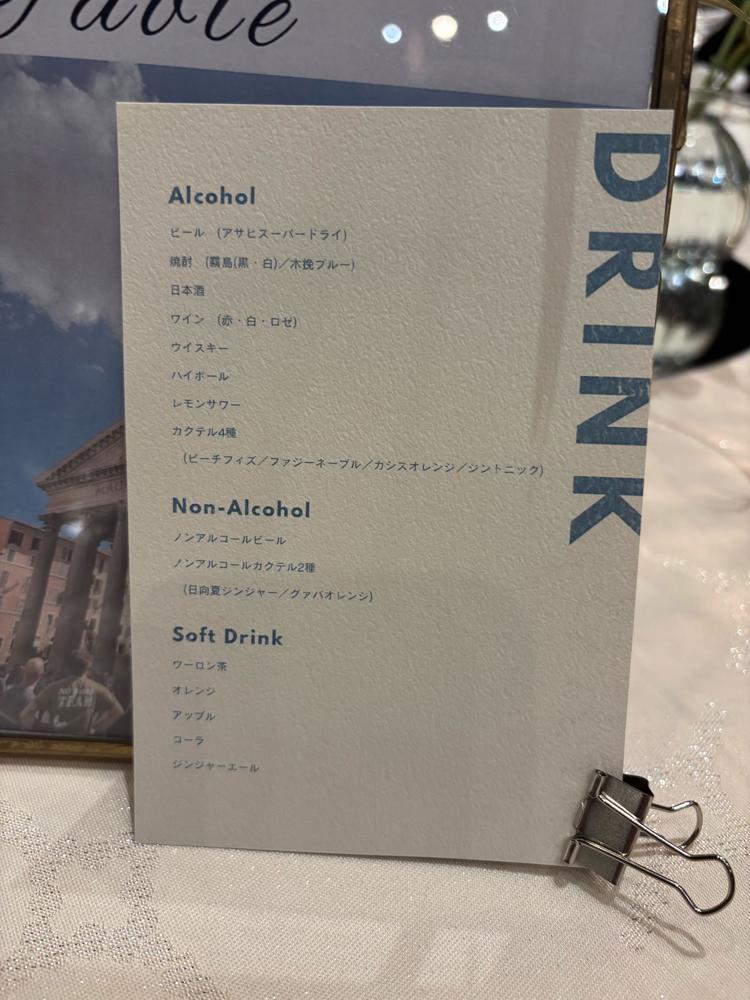 Table
DRINK
Alcohol
ビール (アサヒスーパードライ)
焼酎 (霧島(黒・白)／木挽ブルー)
日本酒
ワイン (赤・白・ロゼ)
ウイスキー
ハイボール
レモンサワー
カクテル4種
(ピーチフィズ／ファジーネーブル／カシスオレンジ／ジントニック)
Non-Alcohol
ノンアルコールビール
ノンアルコールカクテル2種
(日向夏ジンジャー／グァバオレンジ)
Soft Drink
ウーロン茶
オレンジ
アップル
コーラ
ジンジャーエール
TEAM